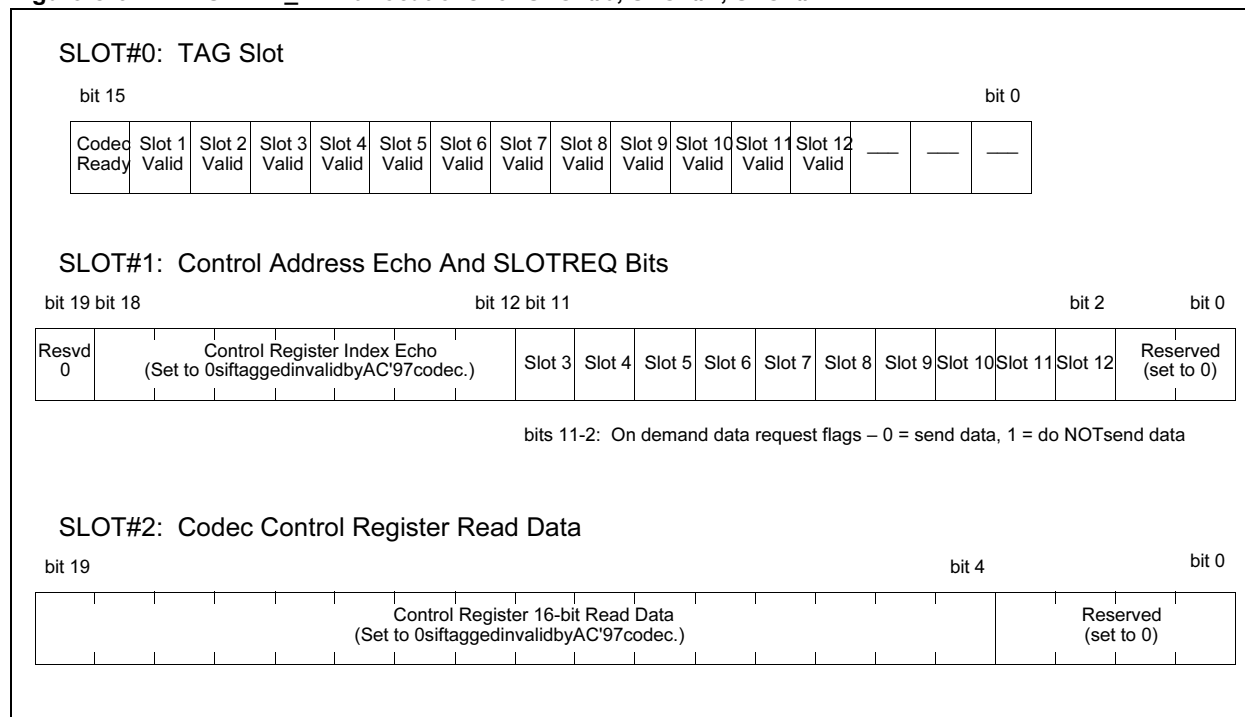 SLOT#0: TAG Slot
bit 15 bit 0
Codec Ready Slot 1 Valid Slot 2 Valid Slot 3 Valid Slot 4 Valid Slot 5 Valid Slot 6 Valid Slot 7 Valid Slot 8 Valid Slot 9 Valid Slot 10 Valid Slot 11 Valid Slot 12 Valid ___ ___ ___
SLOT#1: Control Address Echo And SLOTREQ Bits
bit 19 bit 18 bit 12 bit 11 bit 2 bit 0
Resvd 0
Control Register Index Echo
(Set to 0siftaggedinvalidbyAC'97codec.)
Slot 3 Slot 4 Slot 5 Slot 6 Slot 7 Slot 8 Slot 9 Slot 10 Slot 11 Slot 12
Reserved
(set to 0)
bits 11-2: On demand data request flags – 0 = send data, 1 = do NOTsend data
SLOT#2: Codec Control Register Read Data
bit 19 bit 4 bit 0
Control Register 16-bit Read Data
(Set to 0siftaggedinvalidbyAC'97codec.)
Reserved
(set to 0)